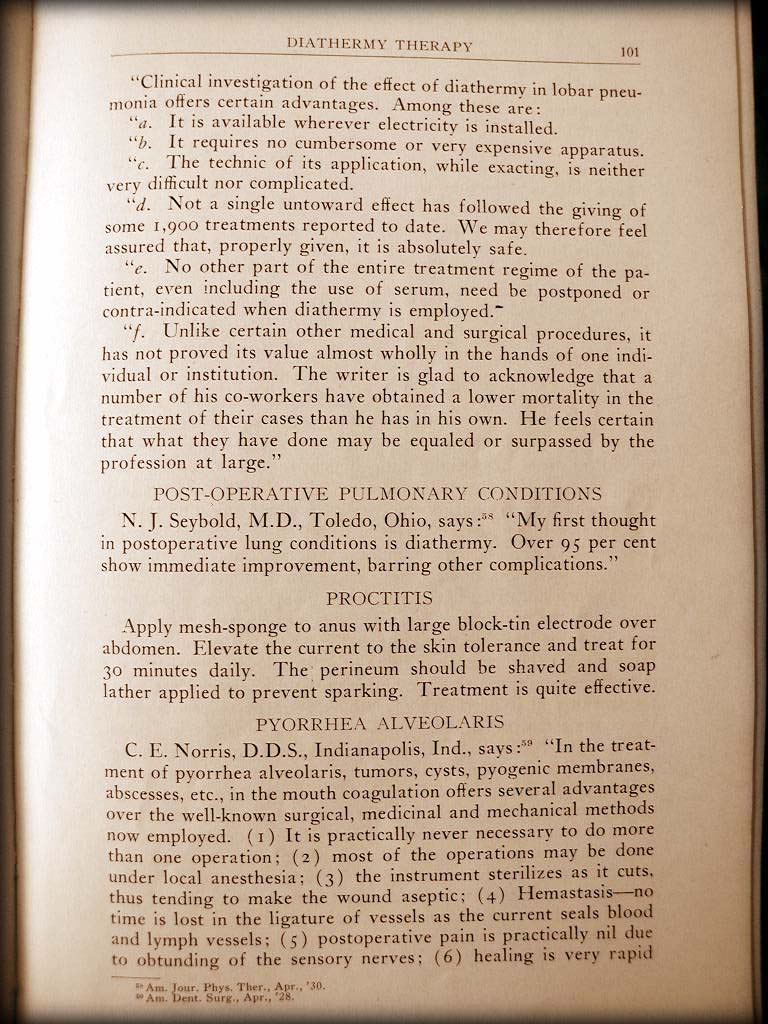 DIATHERMY THERAPY 101
"Clinical investigation of the effect of diathermy in lobar pneu-
monia offers certain advantages. Among these are:
"a. It is available wherever electricity is installed.
"b. It requires no cumbersome or very expensive apparatus.
"c. The technic of its application, while exacting, is neither
very difficult nor complicated.
"d. Not a single untoward effect has followed the giving of
some 1,900 treatments reported to date. We may therefore feel
assured that, properly given, it is absolutely safe.
"e. No other part of the entire treatment regime of the pa-
tient, even including the use of serum, need be postponed or
contra-indicated when diathermy is employed.
"f. Unlike certain other medical and surgical procedures, it
has not proved its value almost wholly in the hands of one indi-
vidual or institution. The writer is glad to acknowledge that a
number of his co-workers have obtained a lower mortality in the
treatment of their cases than he has in his own. He feels certain
that what they have done may be equaled or surpassed by the
profession at large."
POST-OPERATIVE PULMONARY CONDITIONS
N. J. Seybold, M.D., Toledo, Ohio, says:⁵⁸ "My first thought
in postoperative lung conditions is diathermy. Over 95 per cent
show immediate improvement, barring other complications."
PROCTITIS
Apply mesh-sponge to anus with large block-tin electrode over
abdomen. Elevate the current to the skin tolerance and treat for
30 minutes daily. The perineum should be shaved and soap
lather applied to prevent sparking. Treatment is quite effective.
PYORRHEA ALVEOLARIS
C. E. Norris, D.D.S., Indianapolis, Ind., says:⁵⁹ "In the treat-
ment of pyorrhea alveolaris, tumors, cysts, pyogenic membranes,
abscesses, etc., in the mouth coagulation offers several advantages
over the well-known surgical, medicinal and mechanical methods
now employed. (1) It is practically never necessary to do more
than one operation; (2) most of the operations may be done
under local anesthesia; (3) the instrument sterilizes as it cuts,
thus tending to make the wound aseptic; (4) Hemastasis—no
time is lost in the ligature of vessels as the current seals blood
and lymph vessels; (5) postoperative pain is practically nil due
to obtunding of the sensory nerves; (6) healing is very rapid
⁵⁸ Am. Jour. Phys. Ther., Apr., '30.
⁵⁹ Am. Dent. Surg., Apr., '28.